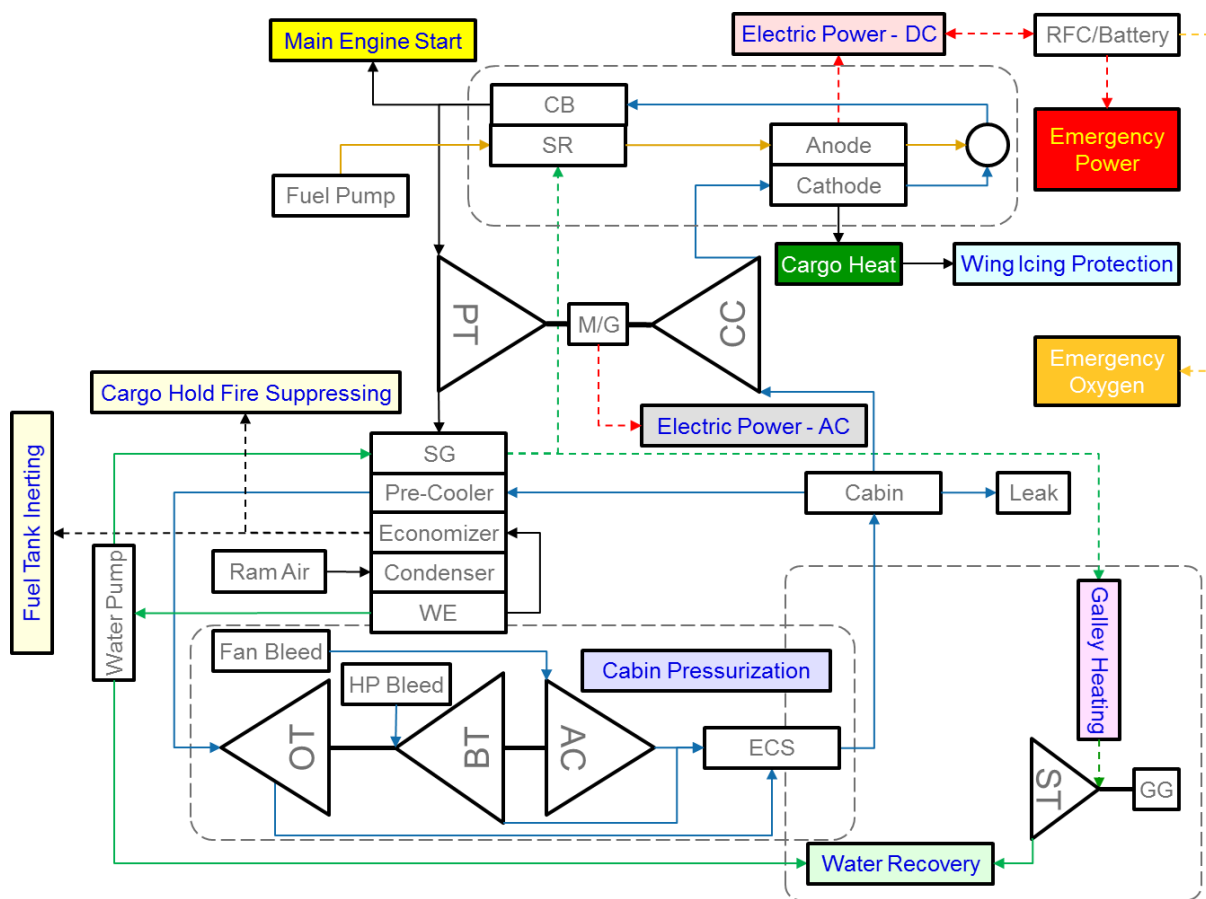 Main Engine Start
Electric Power - DC
RFC/Battery
CB
SR
Anode
Cathode
Fuel Pump
Emergency
Power
Cargo Heat
Wing Icing Protection
PT
M/G
CC
Emergency
Oxygen
Cargo Hold Fire Suppressing
Electric Power - AC
Fuel Tank Inerting
SG
Pre-Cooler
Economizer
Condenser
WE
Cabin
Leak
Ram Air
Water Pump
Galley Heating
Fan Bleed
HP Bleed
Cabin Pressurization
OT
BT
AC
ECS
ST
GG
Water Recovery